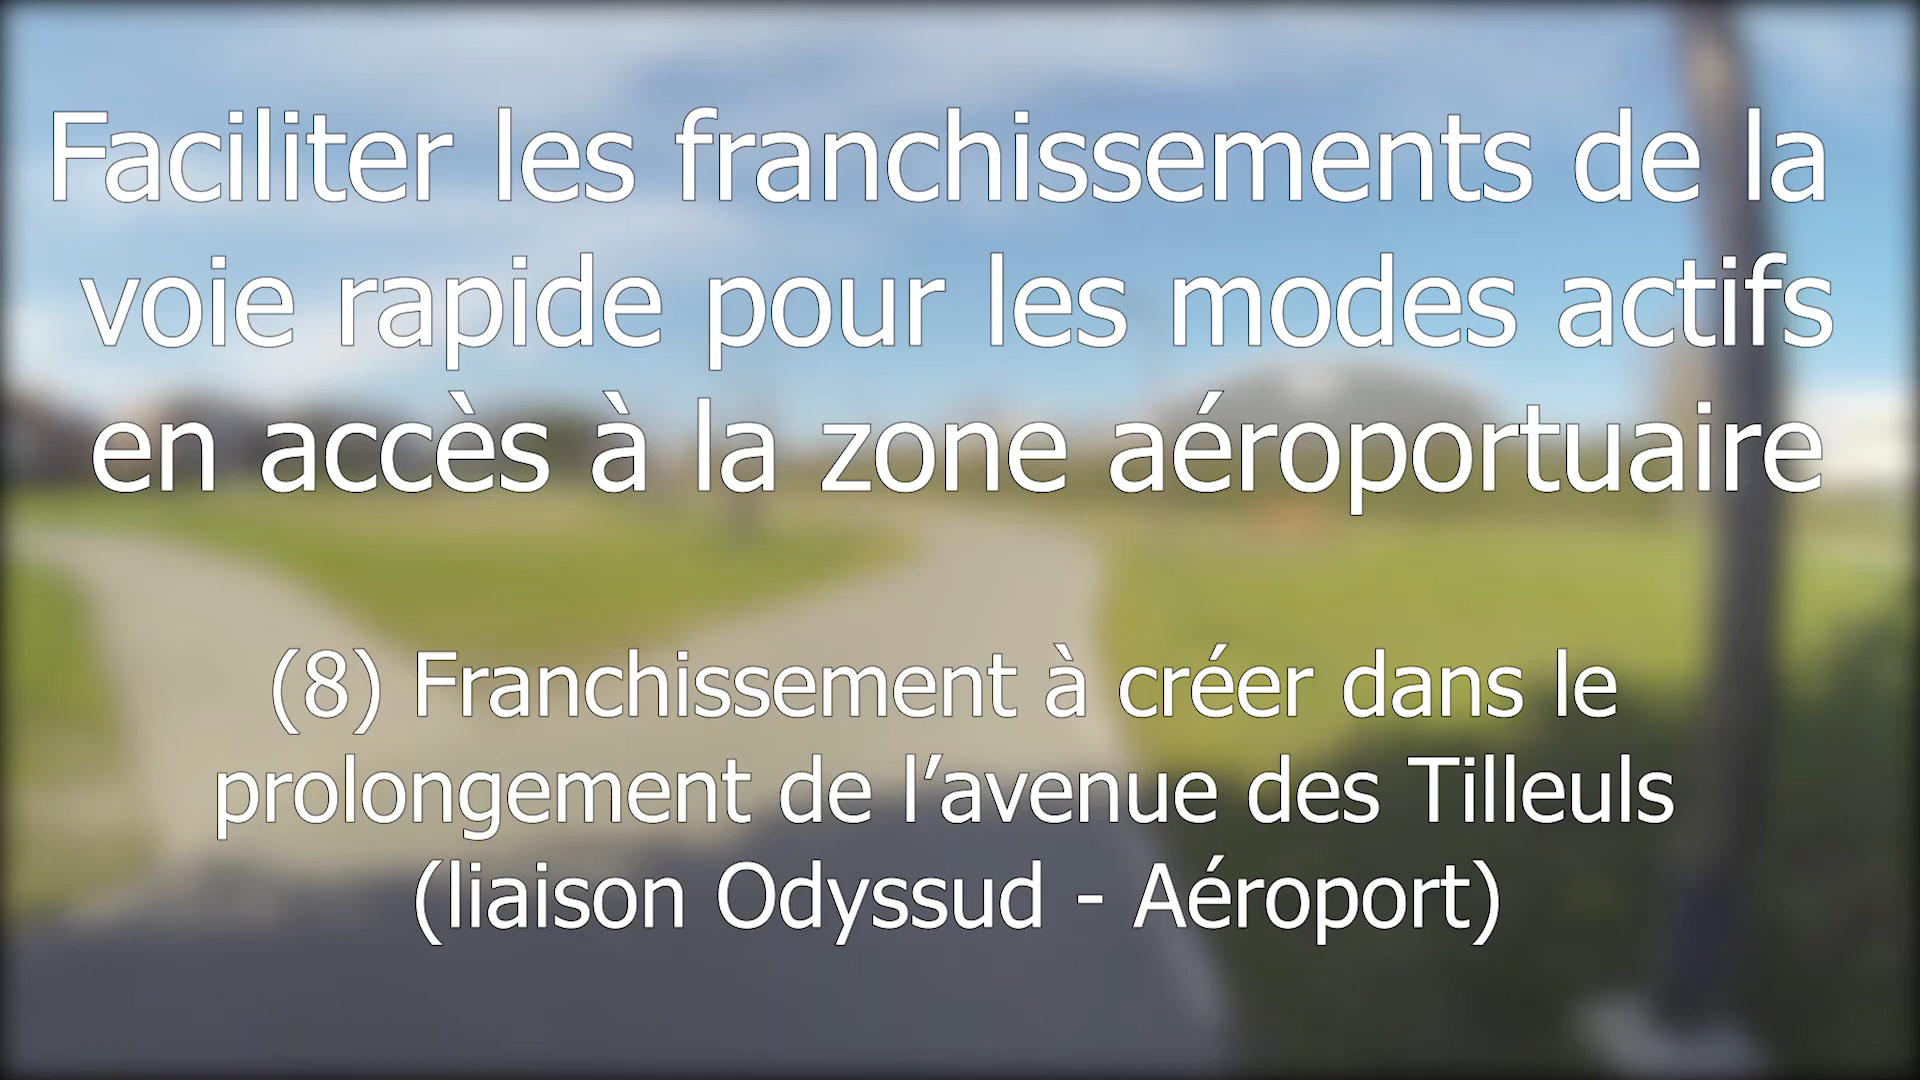 Faciliter les franchissements de la
voie rapide pour les modes actifs
en accès à la zone aéroportuaire
(8) Franchissement à créer dans le
prolongement de l’avenue des Tilleuls
(liaison Odyssud - Aéroport)